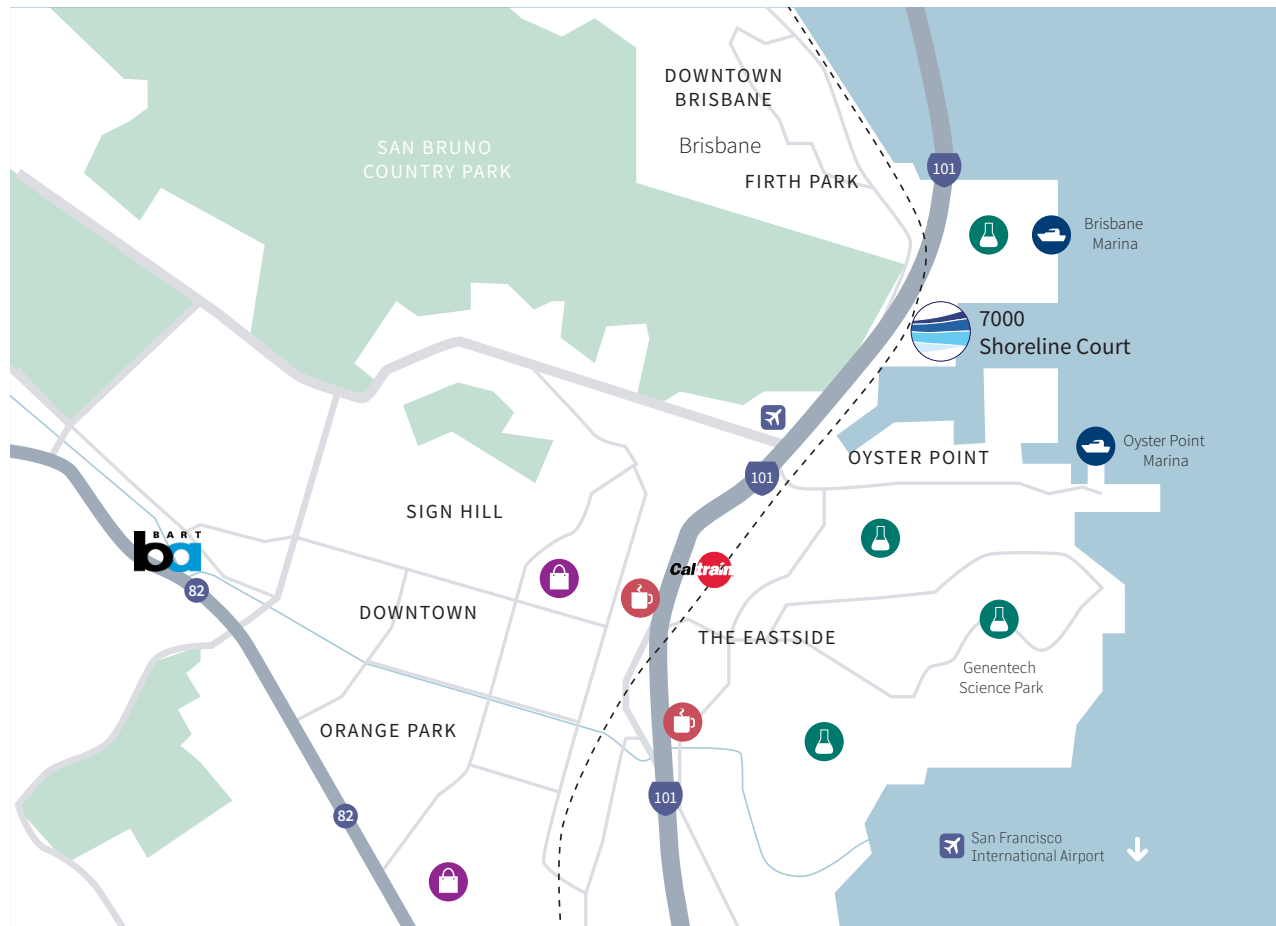 DOWNTOWN
BRISBANE
Brisbane
SAN BRUNO
COUNTRY PARK
FIRTH PARK
101
Brisbane
Marina
7000
Shoreline Court
OYSTER POINT
Oyster Point
Marina
101
SIGN HILL
BART
ba
82
Caltrain
DOWNTOWN
THE EASTSIDE
Genentech
Science Park
ORANGE PARK
101
82
San Francisco
International Airport